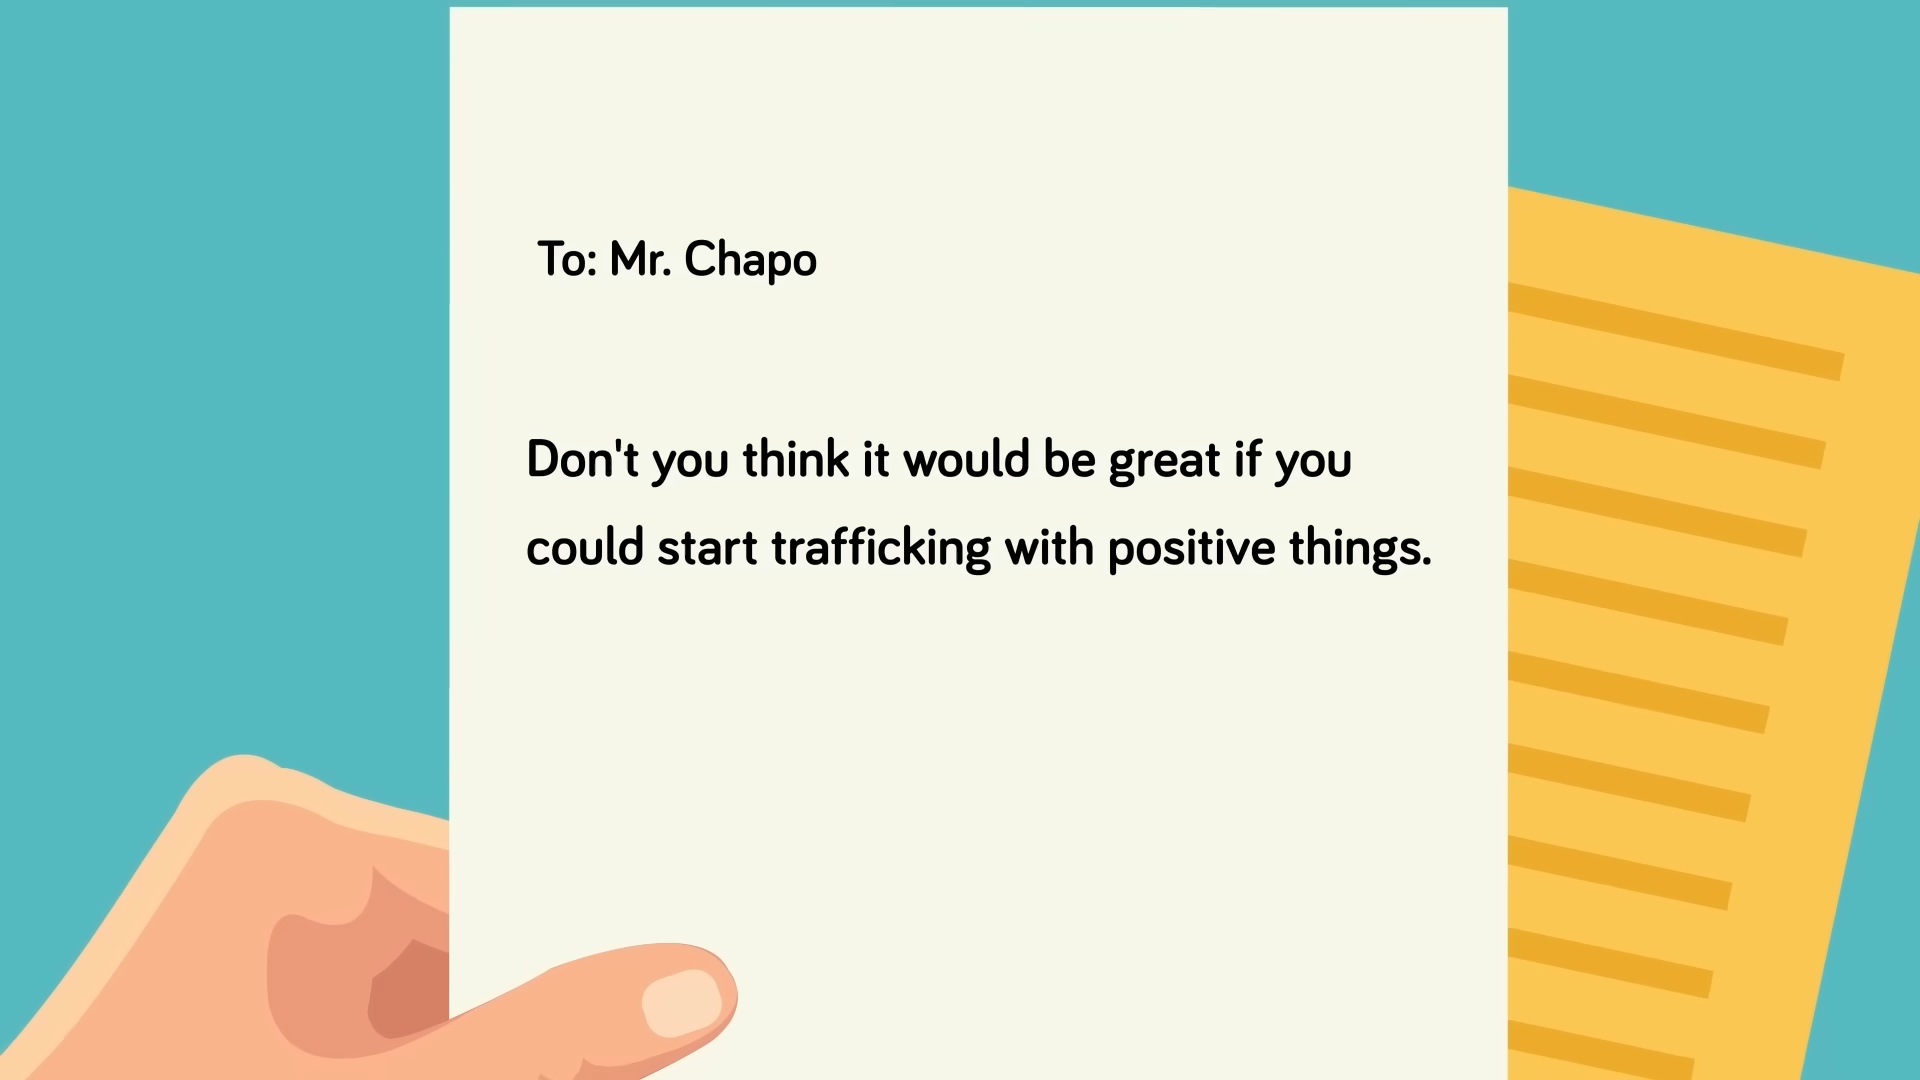 To: Mr. Chapo
Don't you think it would be great if you
could start trafficking with positive things.